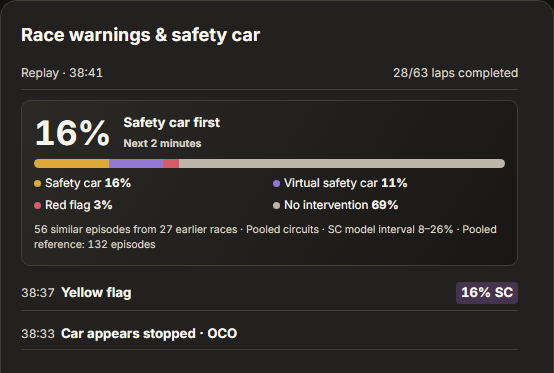 Race warnings & safety car
Replay · 38:41
28/63 laps completed
16%
Safety car first
Next 2 minutes
Safety car 16%
Virtual safety car 11%
Red flag 3%
No intervention 69%
56 similar episodes from 27 earlier races · Pooled circuits · SC model interval 8–26% · Pooled
reference: 132 episodes
38:37 Yellow flag
16% SC
38:33 Car appears stopped · OCO